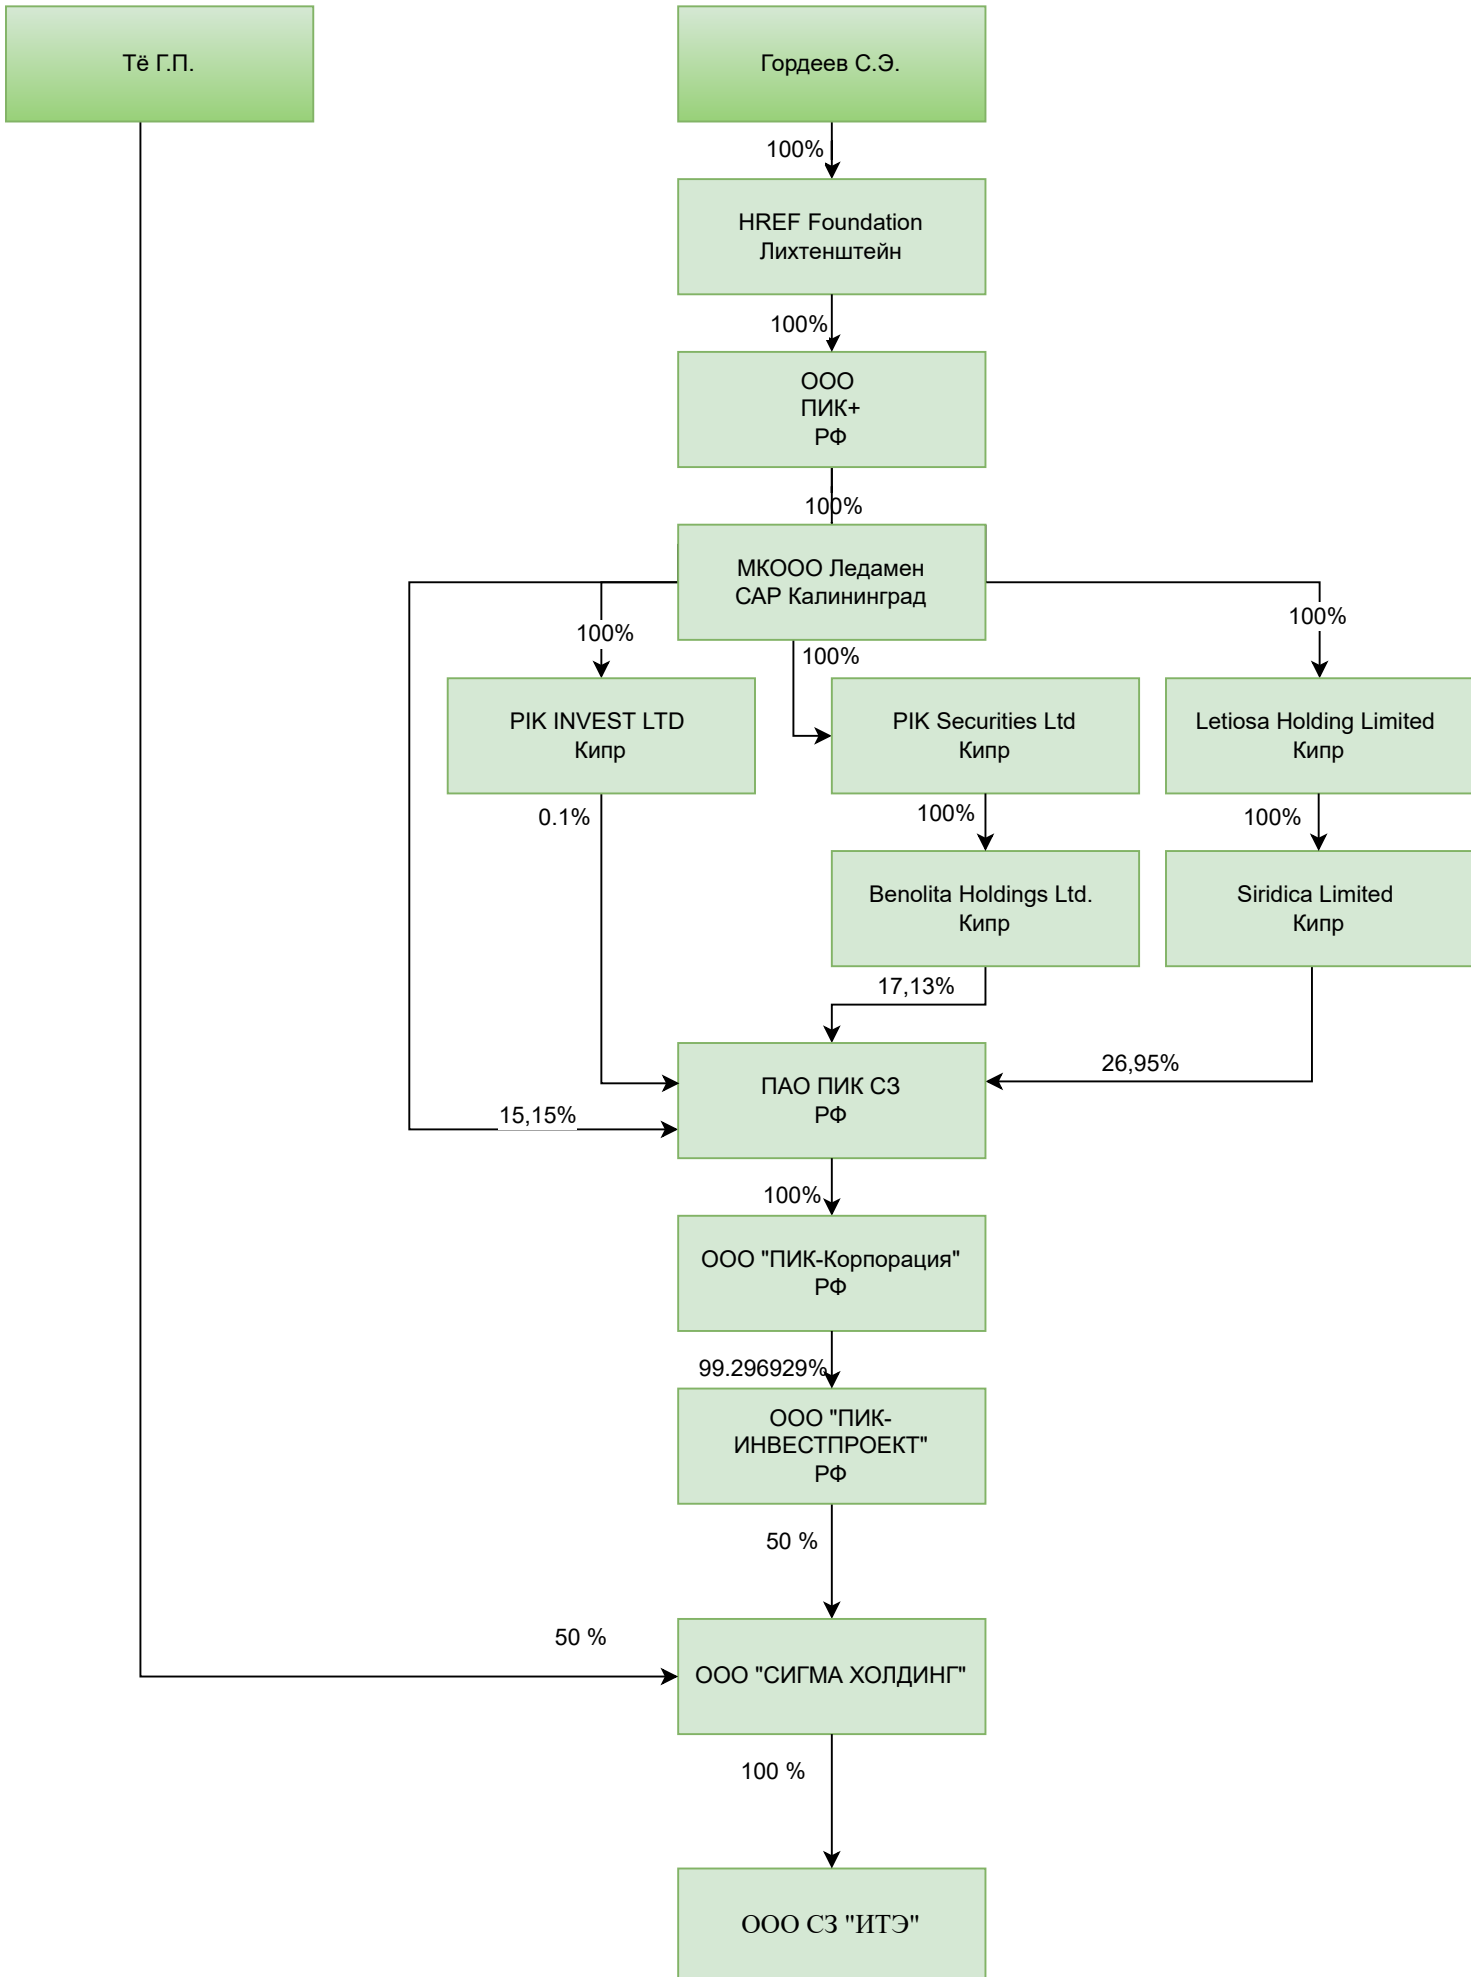 Тё Г.П.
Гордеев С.Э.
100%
HREF Foundation
Лихтенштейн
100%
ООО
ПИК+
РФ
100%
МКООО Ледамен
САР Калининград
100%
100%
100%
PIK INVEST LTD
Кипр
PIK Securities Ltd
Кипр
Letiosa Holding Limited
Кипр
0.1%
100%
100%
Benolita Holdings Ltd.
Кипр
Siridica Limited
Кипр
17,13%
26,95%
ПАО ПИК СЗ
РФ
15,15%
100%
ООО "ПИК-Корпорация"
РФ
99.296929%
ООО "ПИК-
ИНВЕСТПРОЕКТ"
РФ
50 %
50 %
ООО "СИГМА ХОЛДИНГ"
100 %
ООО СЗ "ИТЭ"